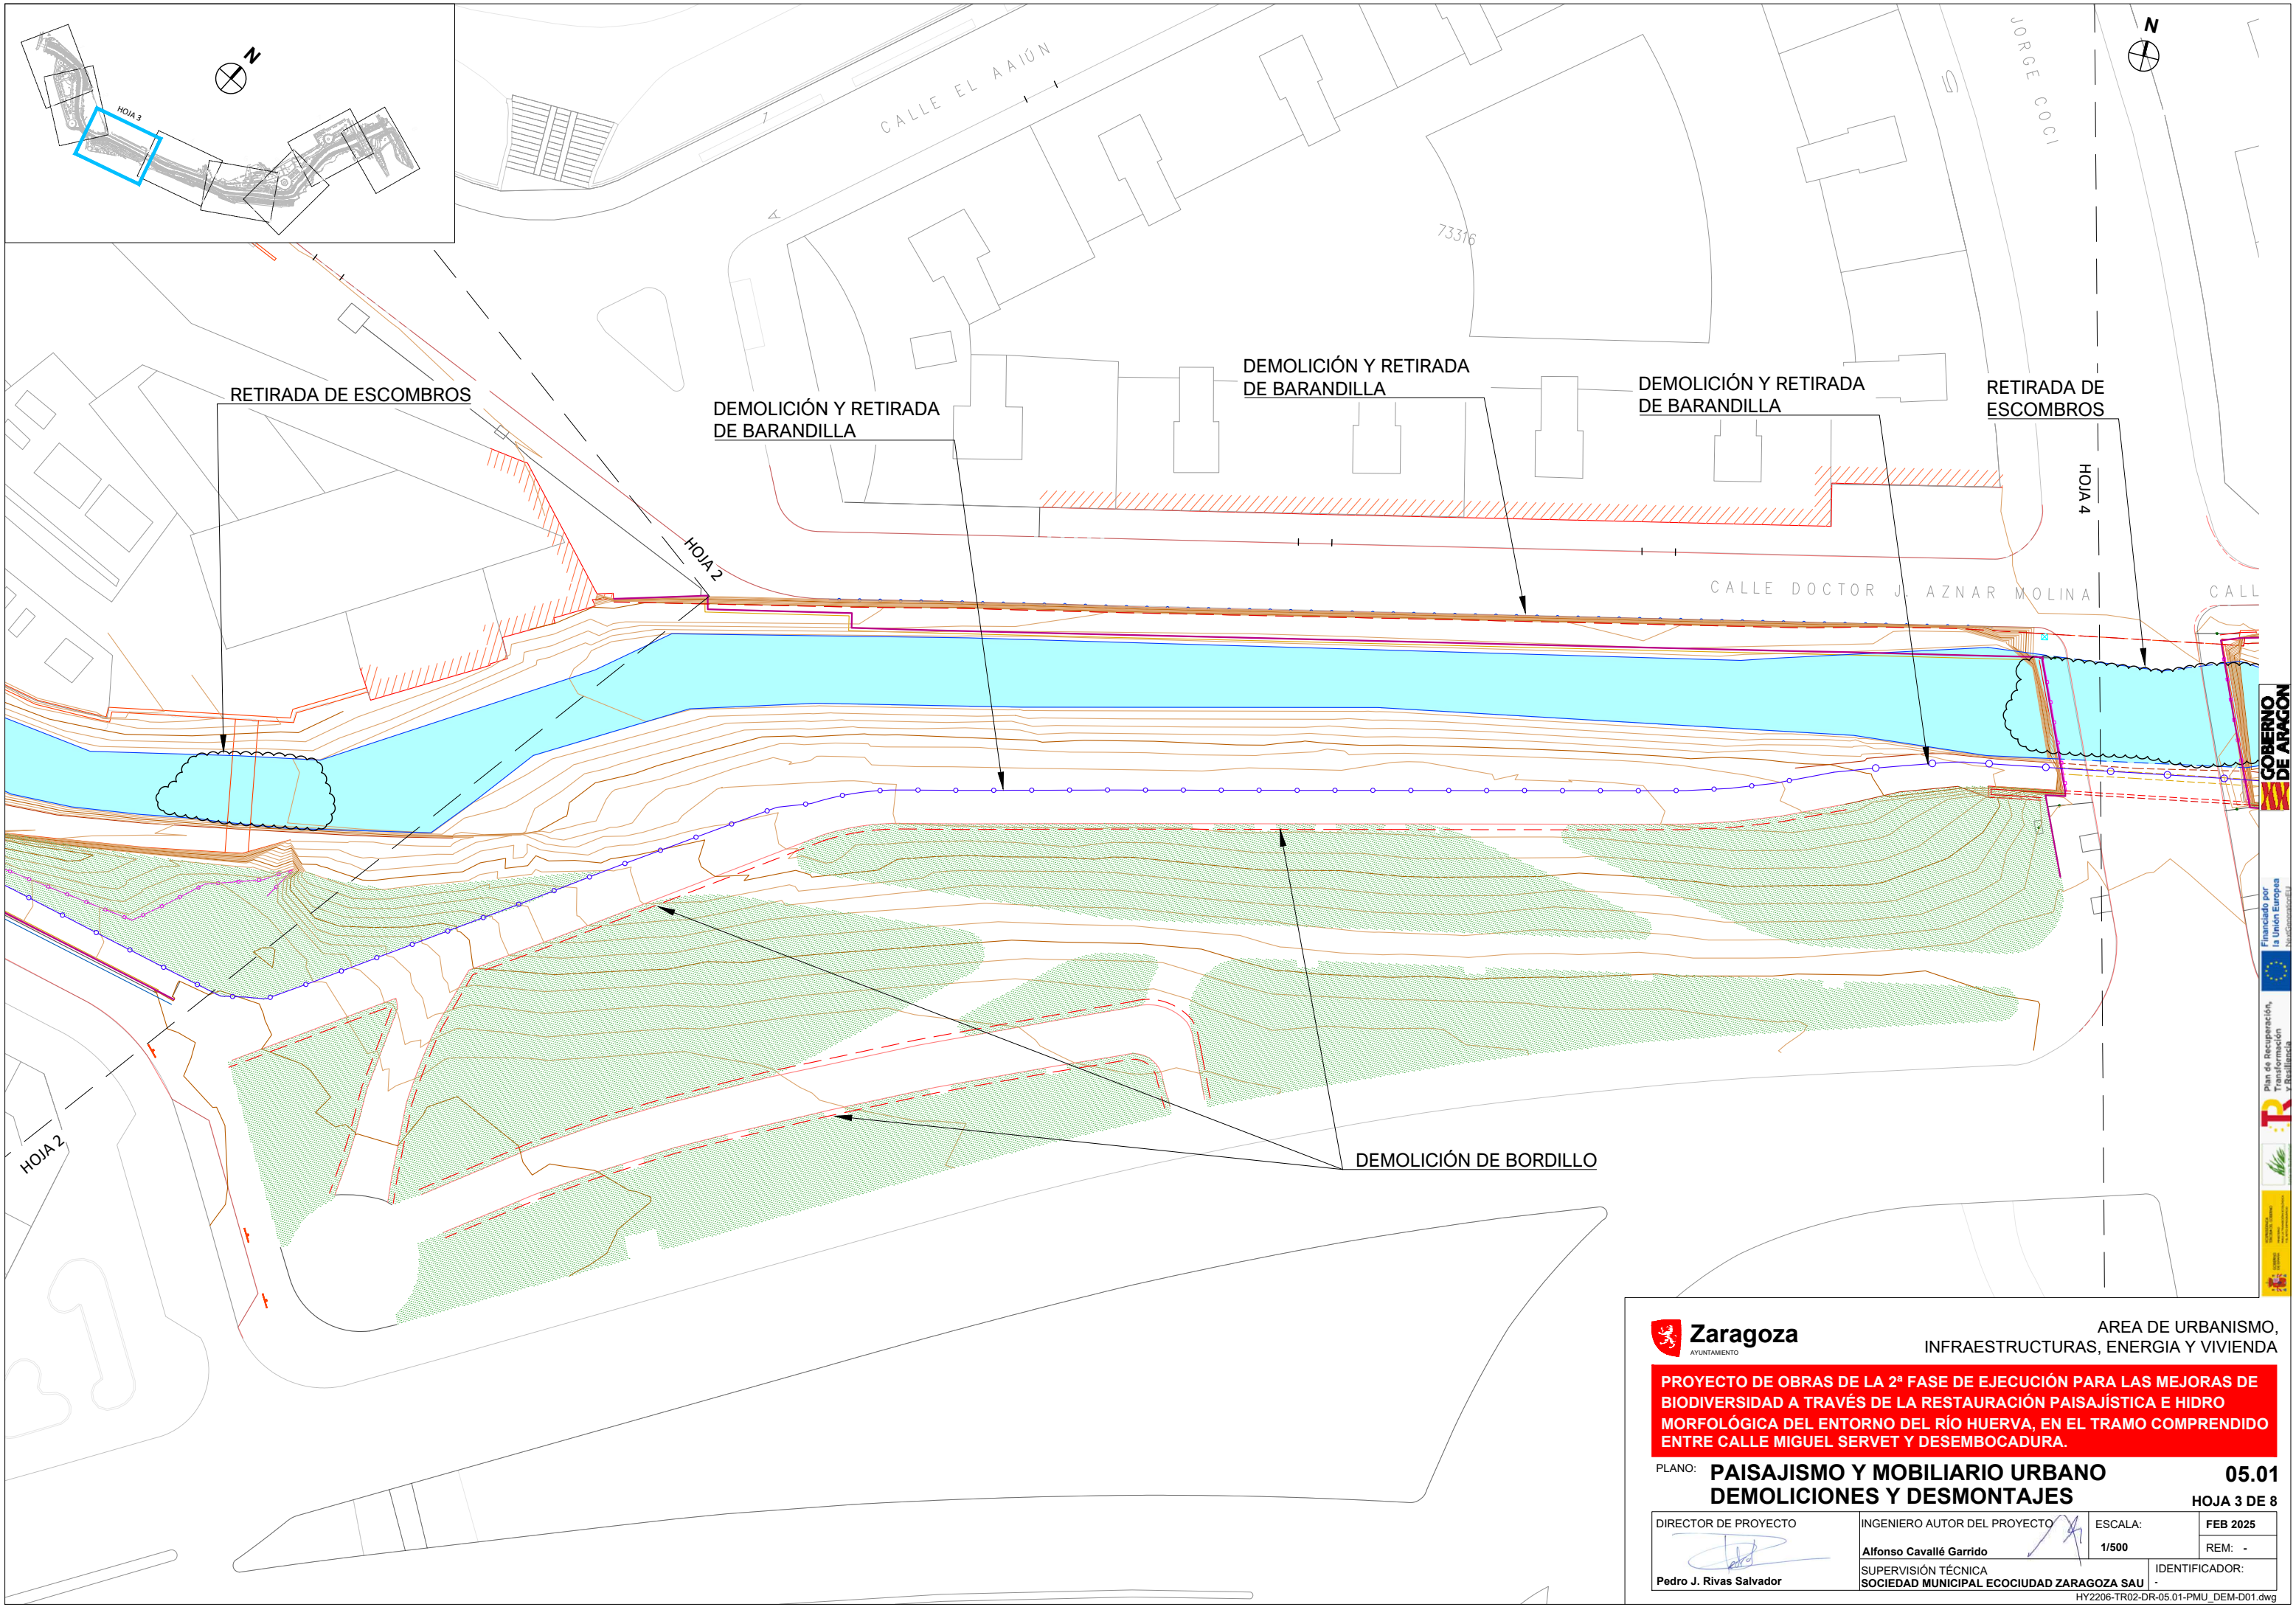 N
HOJA 3
CALLE EL AAIÚN
7
A
73316
S
JORGE COCI
N
RETIRADA DE ESCOMBROS
DEMOLICIÓN Y RETIRADA
DE BARANDILLA
DEMOLICIÓN Y RETIRADA
DE BARANDILLA
DEMOLICIÓN Y RETIRADA
DE BARANDILLA
RETIRADA DE
ESCOMBROS
HOJA 4
HOJA 2
CALLE DOCTOR J. AZNAR MOLINA
CALL
HOJA 2
DEMOLICIÓN DE BORDILLO
GOBIERNO
DE ARAGON
Financiado por
la Unión Europea
NextGenerationEU
Plan de Recuperación,
Transformación
y Resiliencia
TR
Zaragoza
AYUNTAMIENTO
AREA DE URBANISMO,
INFRAESTRUCTURAS, ENERGIA Y VIVIENDA
PROYECTO DE OBRAS DE LA 2ª FASE DE EJECUCIÓN PARA LAS MEJORAS DE
BIODIVERSIDAD A TRAVÉS DE LA RESTAURACIÓN PAISAJÍSTICA E HIDRO
MORFOLÓGICA DEL ENTORNO DEL RÍO HUERVA, EN EL TRAMO COMPRENDIDO
ENTRE CALLE MIGUEL SERVET Y DESEMBOCADURA.
PLANO: PAISAJISMO Y MOBILIARIO URBANO
DEMOLICIONES Y DESMONTAJES
05.01
HOJA 3 DE 8
DIRECTOR DE PROYECTO
Pedro J. Rivas Salvador
INGENIERO AUTOR DEL PROYECTO
Alfonso Cavallé Garrido
ESCALA:
1/500
FEB 2025
REM: -
SUPERVISIÓN TÉCNICA
SOCIEDAD MUNICIPAL ECOCIUDAD ZARAGOZA SAU
IDENTIFICADOR:
-
HY2206-TR02-DR-05.01-PMU_DEM-D01.dwg